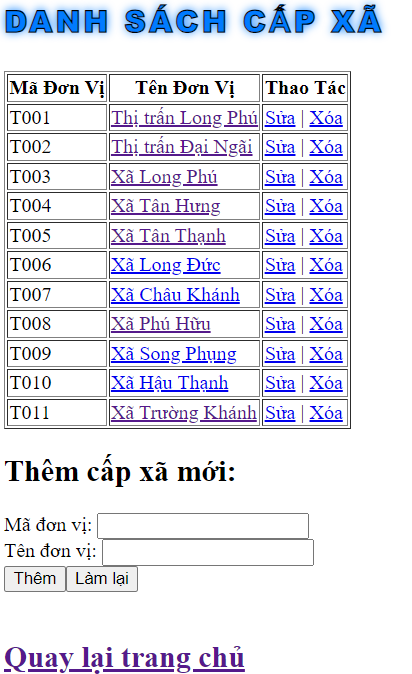 DANH SÁCH CẤP XÃ
Mã Đơn Vị Tên Đơn Vị Thao Tác
T001 Thị trấn Long Phú Sửa | Xóa
T002 Thị trấn Đại Ngãi Sửa | Xóa
T003 Xã Long Phú Sửa | Xóa
T004 Xã Tân Hưng Sửa | Xóa
T005 Xã Tân Thạnh Sửa | Xóa
T006 Xã Long Đức Sửa | Xóa
T007 Xã Châu Khánh Sửa | Xóa
T008 Xã Phú Hữu Sửa | Xóa
T009 Xã Song Phụng Sửa | Xóa
T010 Xã Hậu Thạnh Sửa | Xóa
T011 Xã Trường Khánh Sửa | Xóa
Thêm cấp xã mới:
Mã đơn vị:
Tên đơn vị:
Thêm Làm lại
Quay lại trang chủ